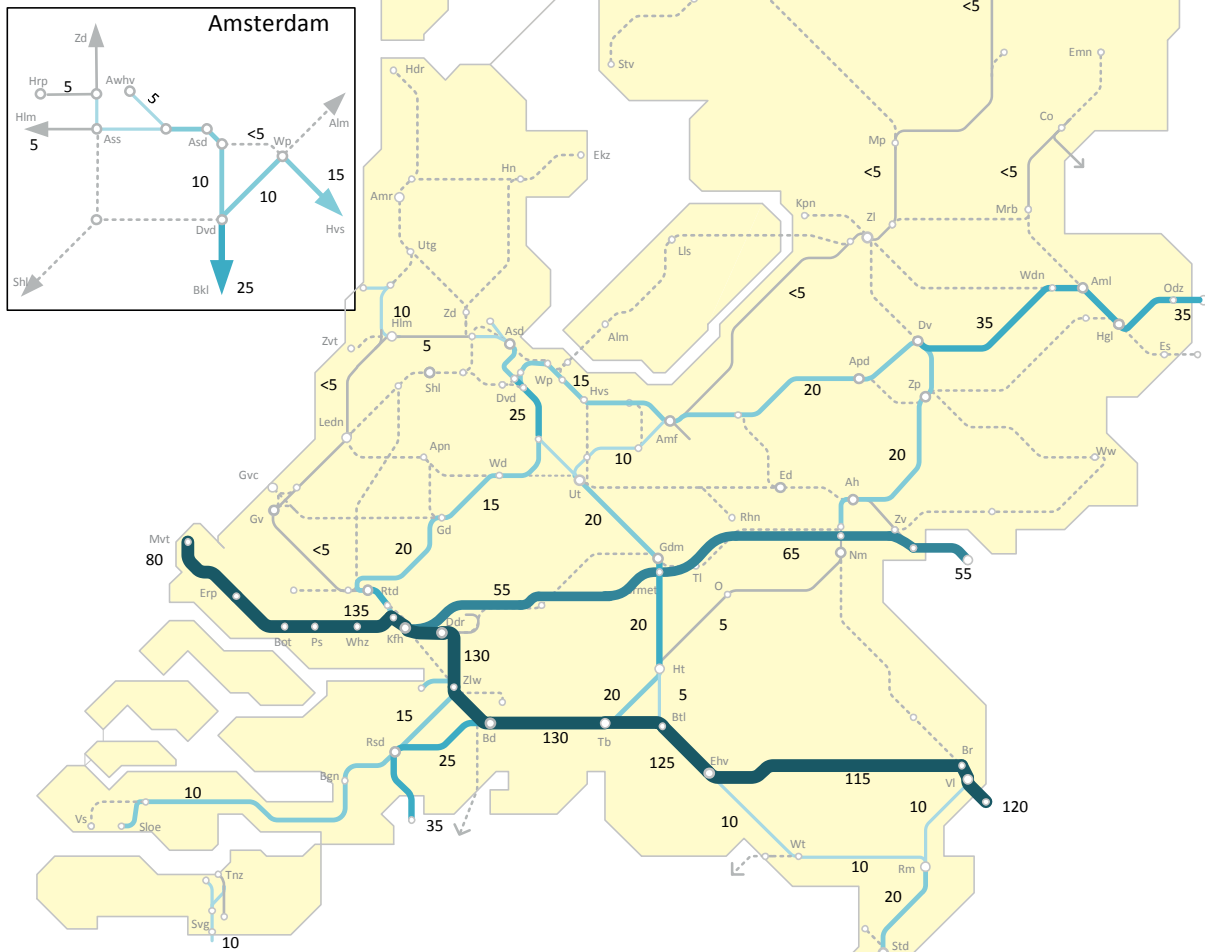 Amsterdam
Zd
Hrp
5
Awhv
5
Hlm
5
Ass
Asd
<5
Wp
Alm
15
10
10
Dvd
Hvs
Shl
Bkl
25
<5
Stv
Emn
Hdr
Co
Mp
Ekz
Hn
<5
<5
Amr
Kpn
Zl
Mrb
Utg
Lls
Wdn
Aml
Odz
<5
10
Zd
Hlm
5
Asd
Alm
35
35
Dv
Hgl
Zvt
Es
Shl
Wp
15
Apd
<5
Dvd
Hvs
20
Zp
25
Ledn
Amf
Apn
10
20
Ww
Gvc
Wd
Ed
Ut
Ah
15
Gv
20
Rhn
Zv
Gd
Mvt
<5
20
Gdm
65
Nm
80
Tl
55
Erp
Rtd
55
rmet
O
135
Ddr
20
5
Bot
Ps
Whz
Kfh
130
Ht
Zlw
20
5
15
Btl
Rsd
Bd
130
Tb
25
125
Br
Ehv
Bgn
115
Vl
10
120
Vs
Sloe
35
10
10
Wt
10
Rm
Tnz
20
Svg
10
Std